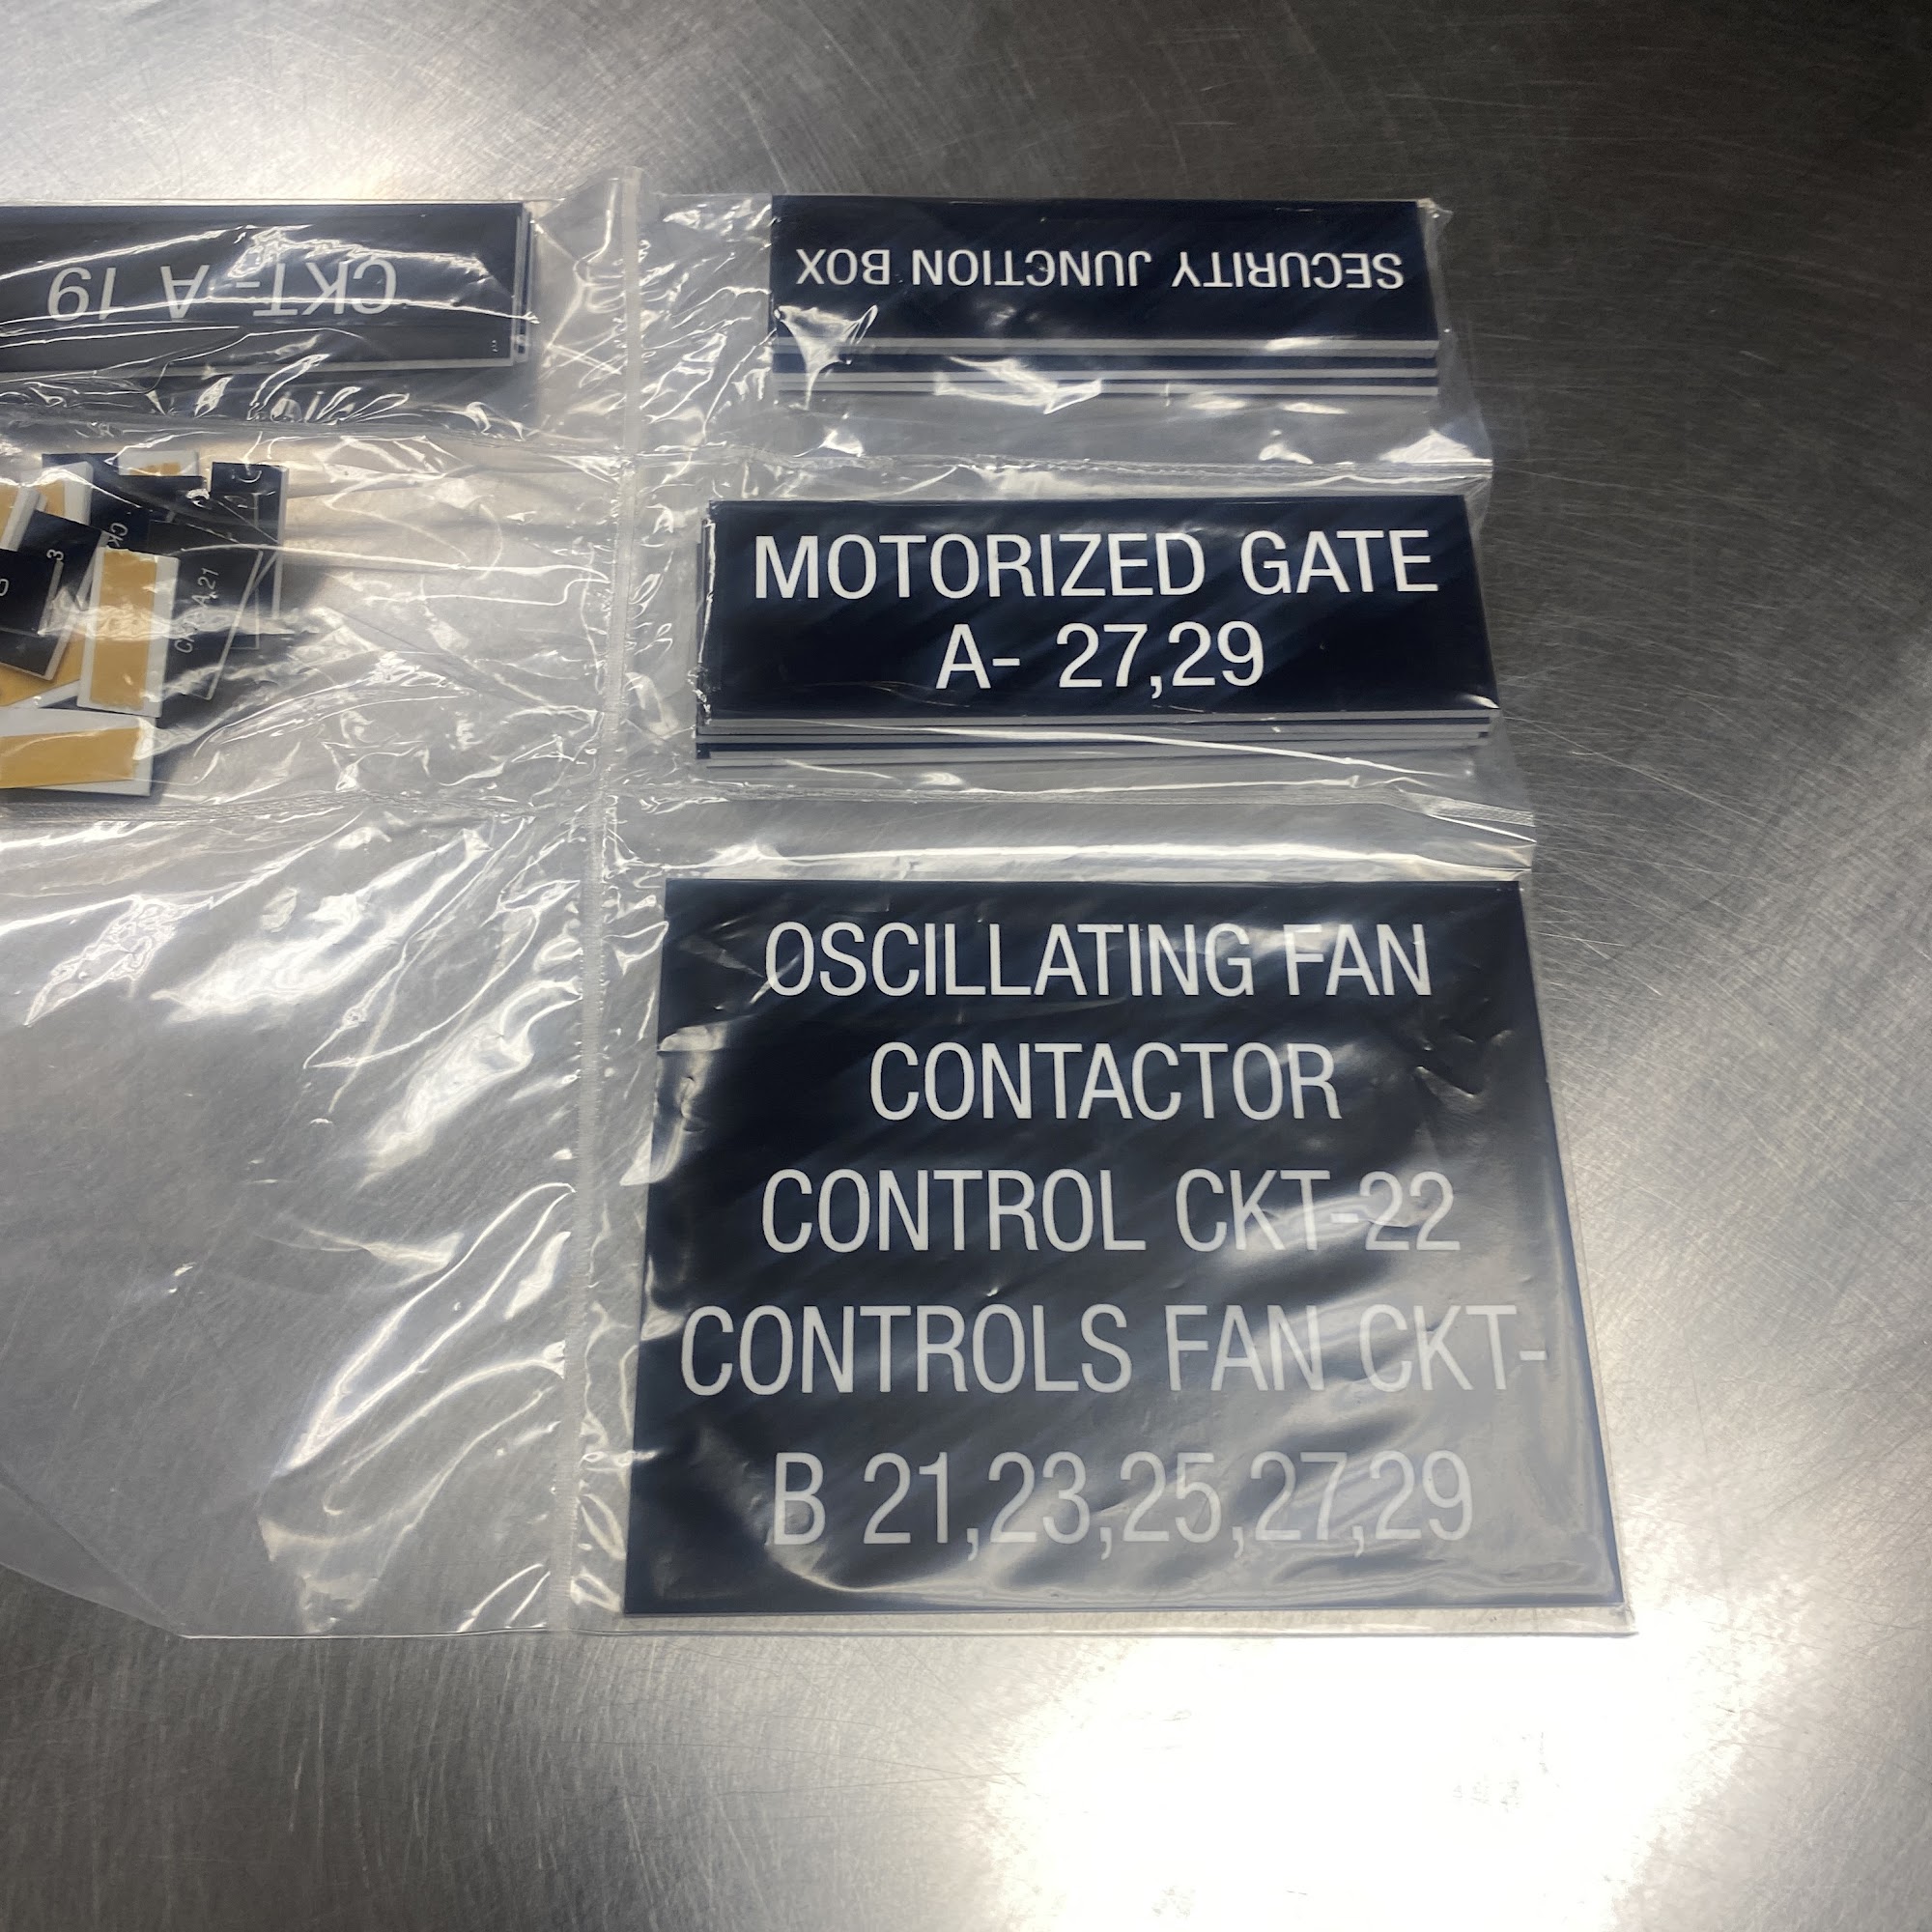 CKT- A 19
SECURITY JUNCTION BOX
MOTORIZED GATE
A- 27,29
OSCILLATING FAN
CONTACTOR
CONTROL CKT-22
CONTROLS FAN CKT-
B 21,23,25,27,29